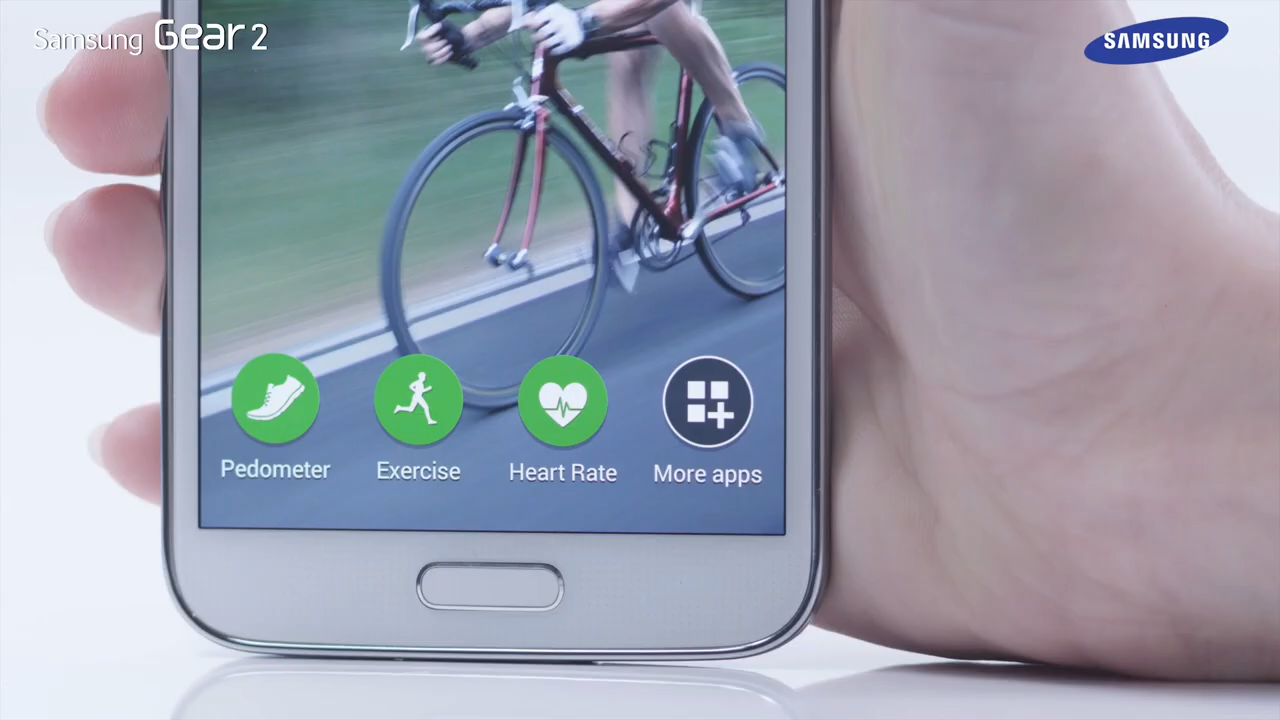 Samsung Gear 2
SAMSUNG
Pedometer
Exercise
Heart Rate
More apps